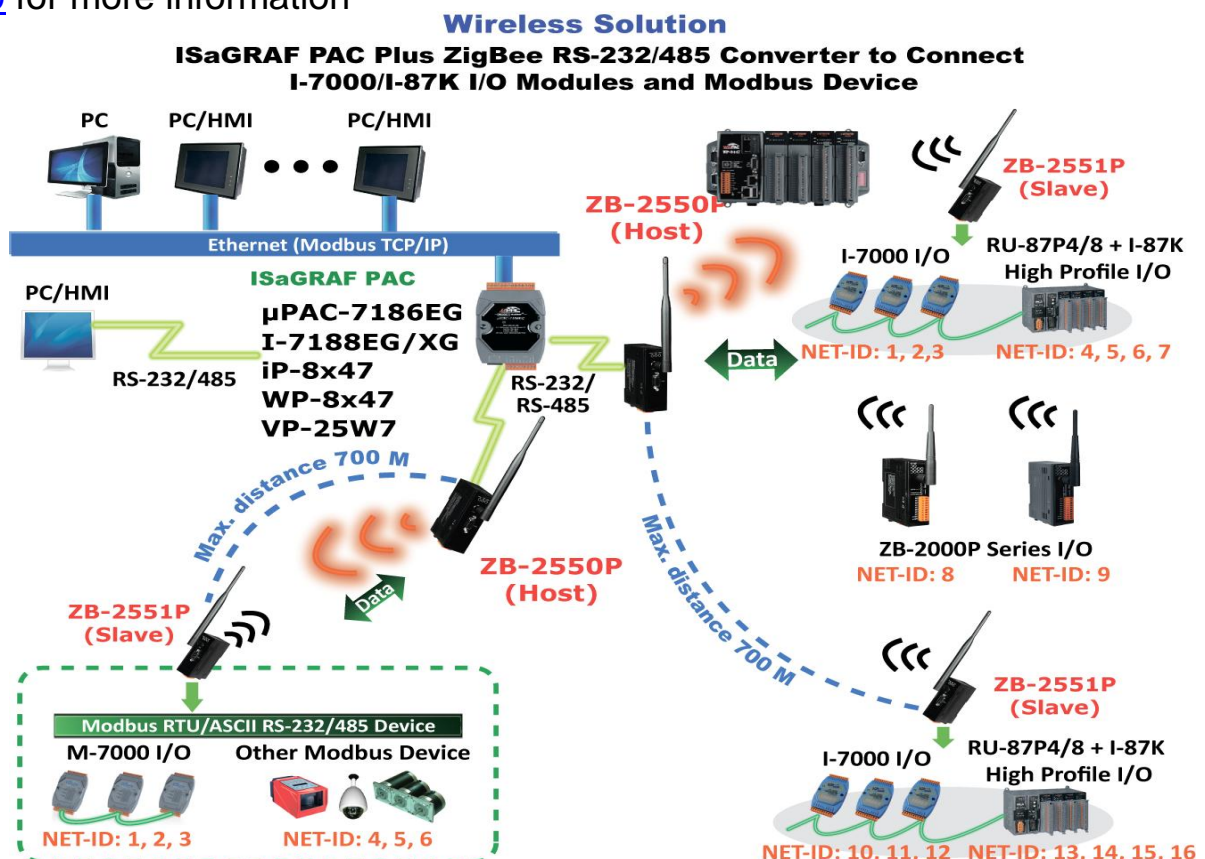 for more information
Wireless Solution
ISaGRAF PAC Plus ZigBee RS-232/485 Converter to Connect
I-7000/I-87K I/O Modules and Modbus Device
PC
PC/HMI
PC/HMI
Ethernet (Modbus TCP/IP)
ISaGRAF PAC
PC/HMI
RS-232/485
µPAC-7186EG
I-7188EG/XG
iP-8x47
WP-8x47
VP-25W7
RS-232/
RS-485
ZB-2550P
(Host)
ZB-2551P
(Slave)
I-7000 I/O
RU-87P4/8 + I-87K
High Profile I/O
Data
NET-ID: 1, 2,3
NET-ID: 4, 5, 6, 7
Max. distance 700 M
ZB-2550P
(Host)
Data
ZB-2551P
(Slave)
Modbus RTU/ASCII RS-232/485 Device
M-7000 I/O
Other Modbus Device
NET-ID: 1, 2, 3
NET-ID: 4, 5, 6
Max. distance 700 M
ZB-2000P Series I/O
NET-ID: 8
NET-ID: 9
ZB-2551P
(Slave)
I-7000 I/O
RU-87P4/8 + I-87K
High Profile I/O
NET-ID: 10, 11, 12
NET-ID: 13, 14, 15, 16